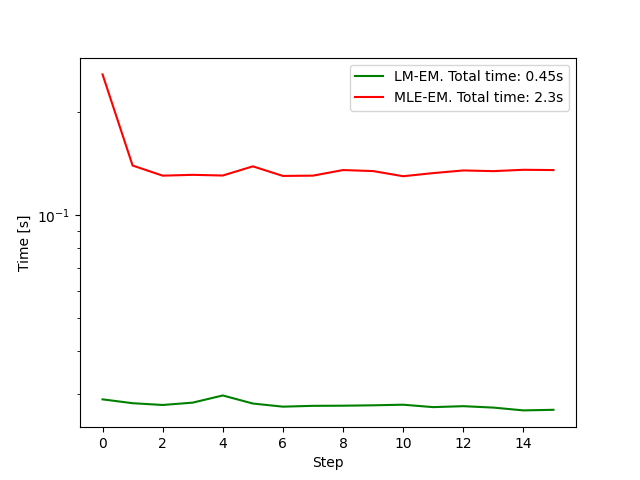 LM-EM. Total time: 0.45s
MLE-EM. Total time: 2.3s
Time [s]
10⁻¹
0 2 4 6 8 10 12 14
Step